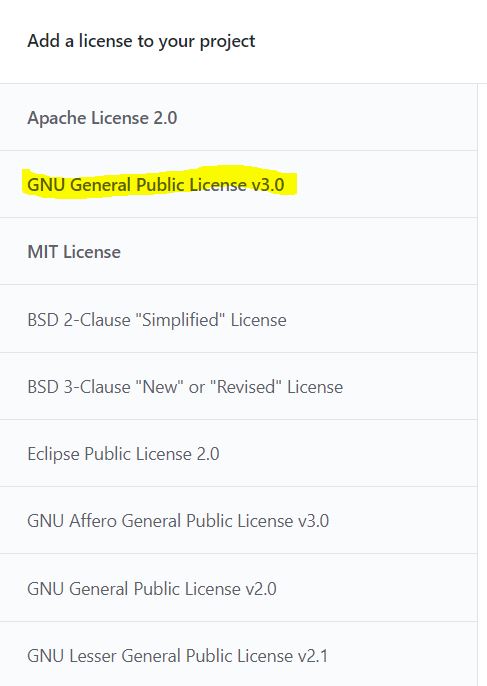 Add a license to your project
Apache License 2.0
GNU General Public License v3.0
MIT License
BSD 2-Clause "Simplified" License
BSD 3-Clause "New" or "Revised" License
Eclipse Public License 2.0
GNU Affero General Public License v3.0
GNU General Public License v2.0
GNU Lesser General Public License v2.1